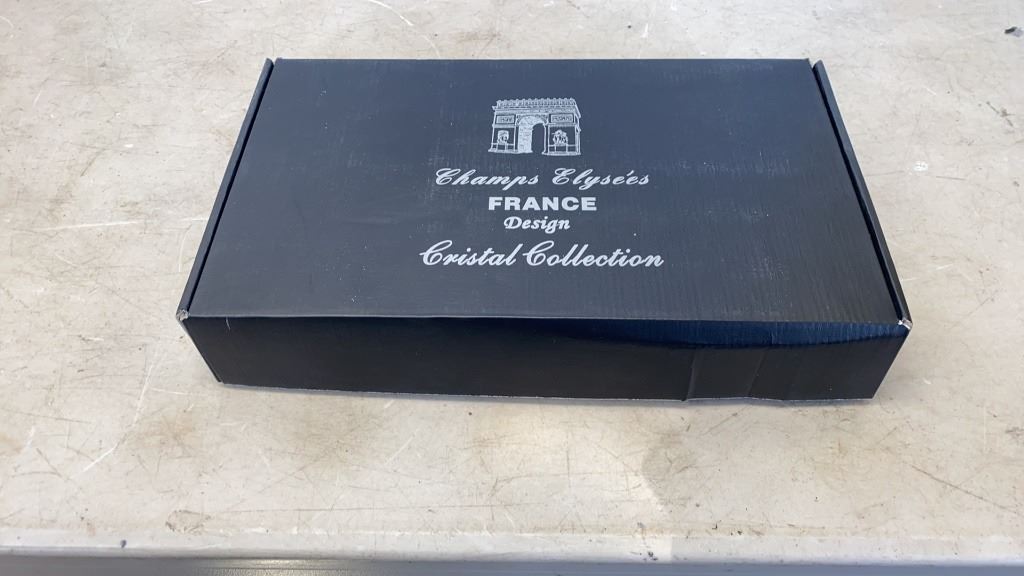 Champs Elysées
FRANCE
Design
Cristal Collection